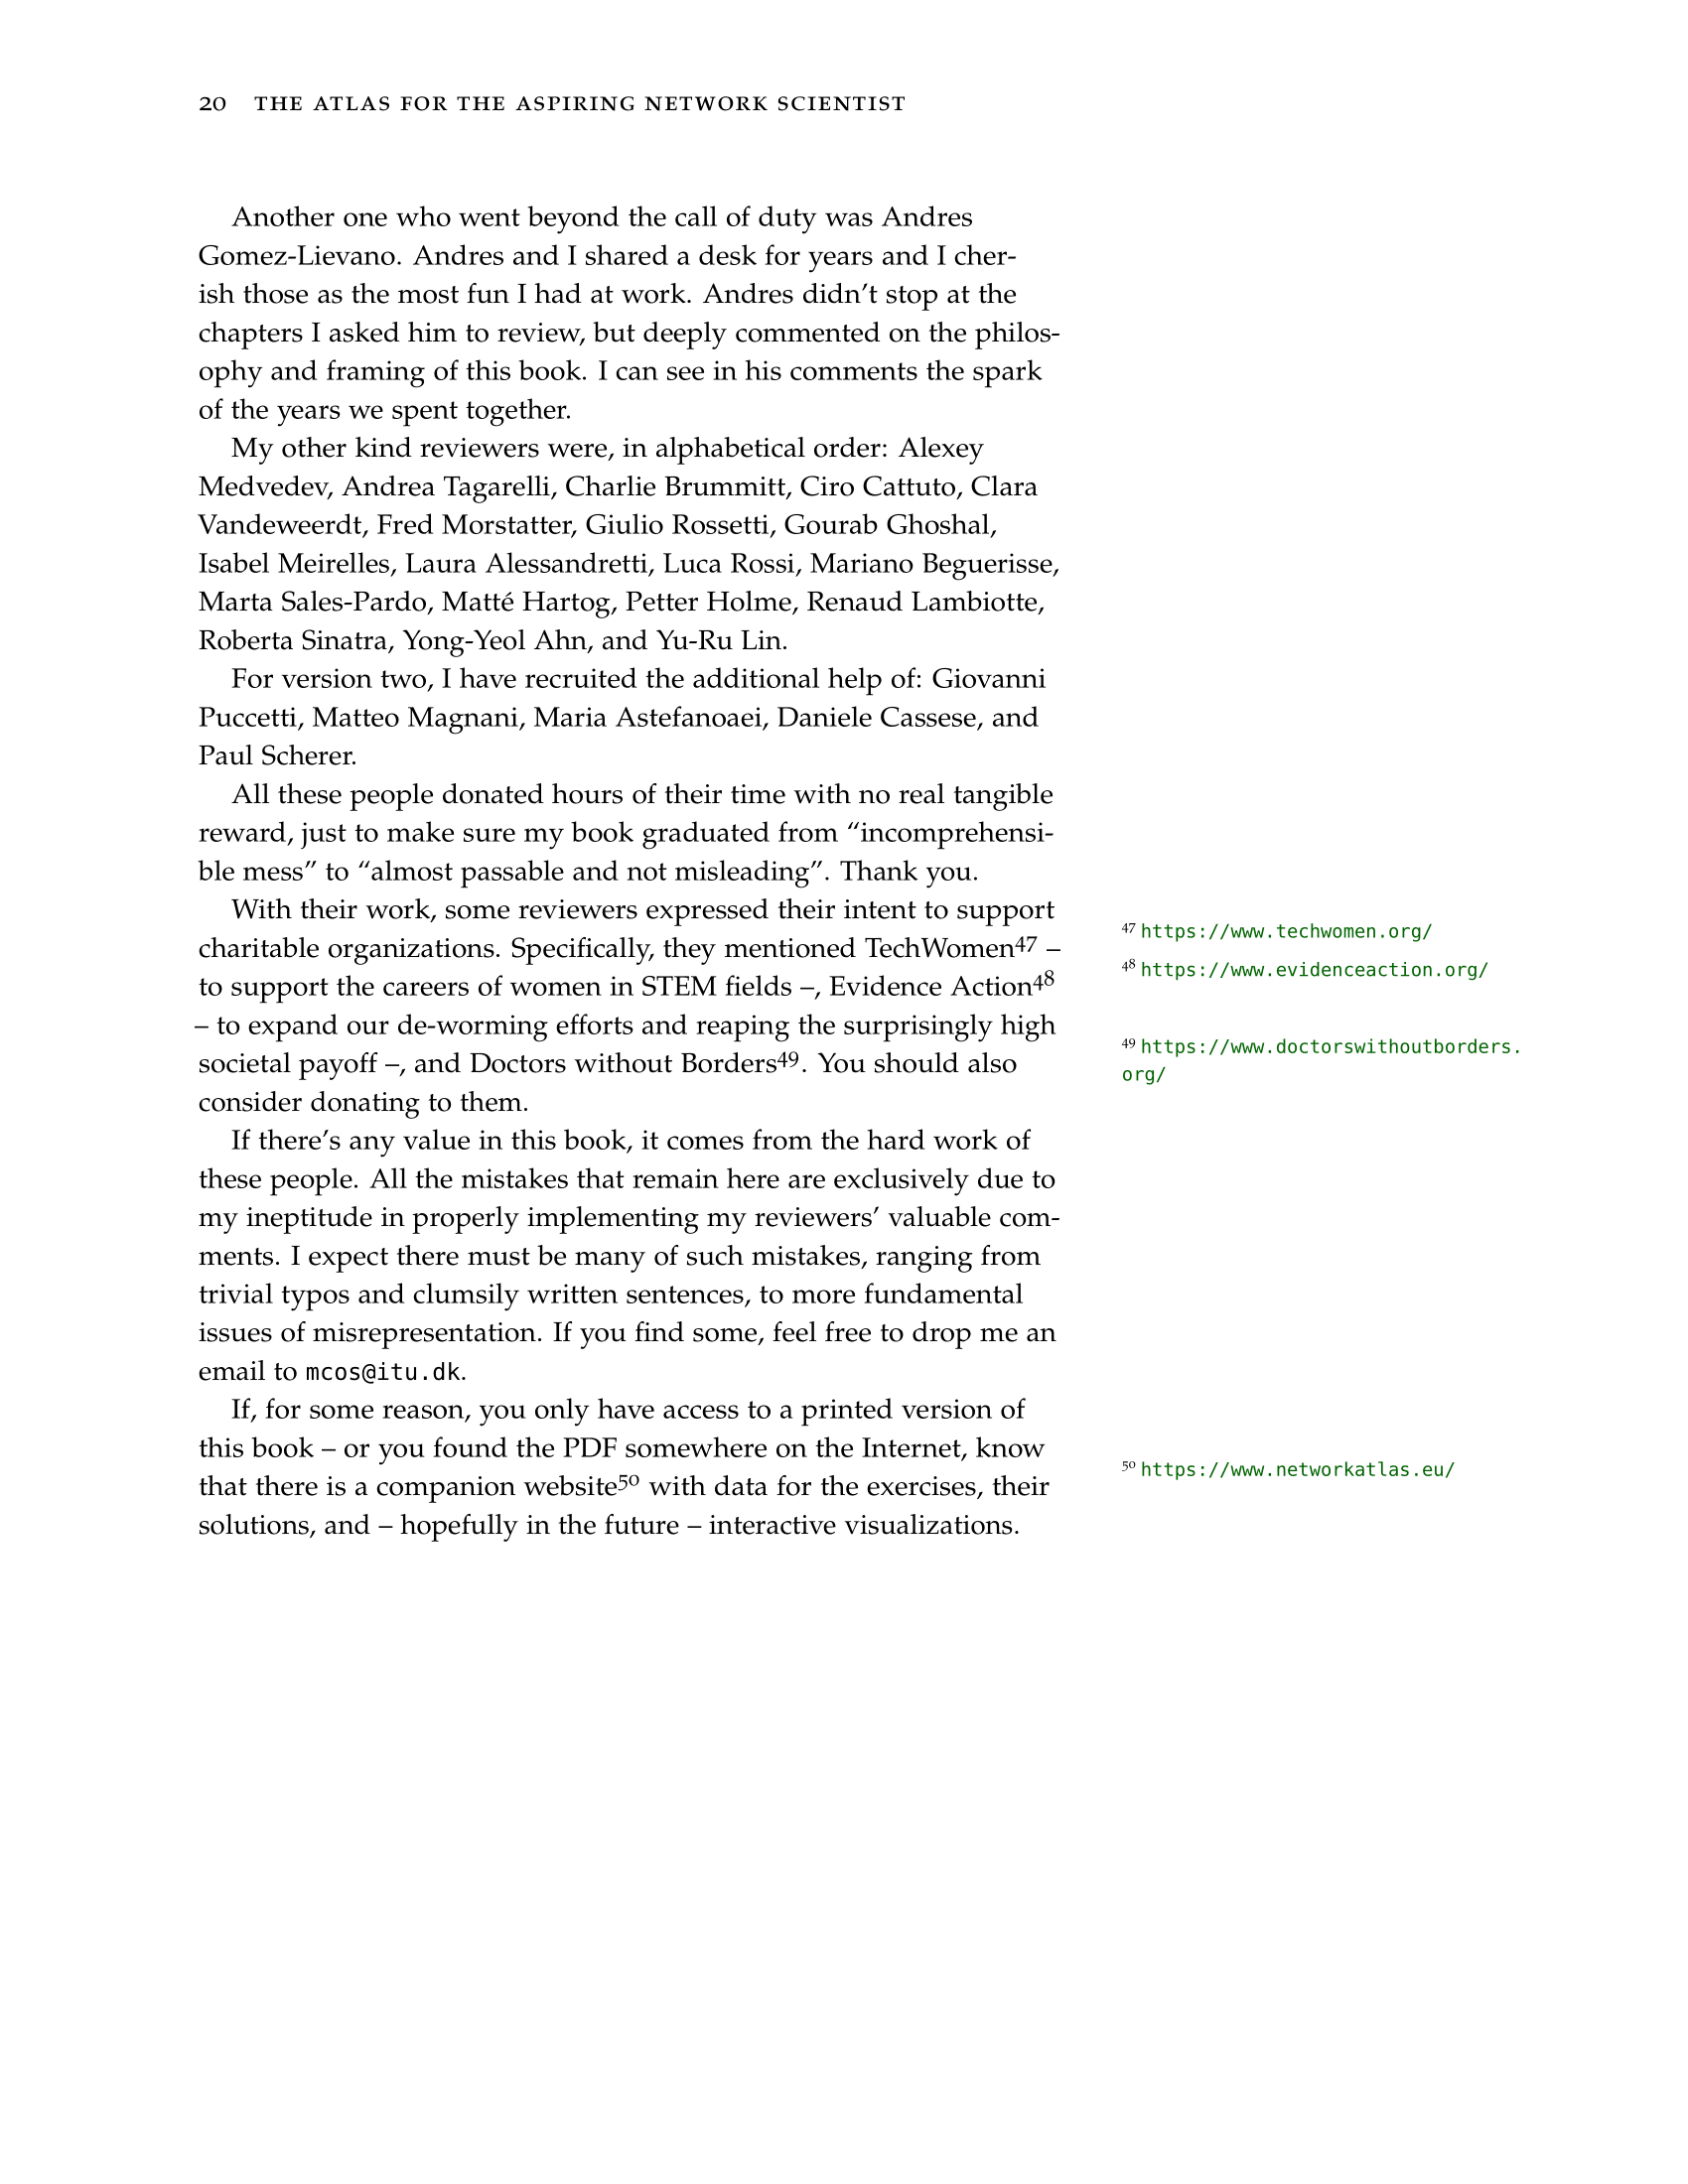 20 THE ATLAS FOR THE ASPIRING NETWORK SCIENTIST
Another one who went beyond the call of duty was Andres
Gomez-Lievano. Andres and I shared a desk for years and I cher-
ish those as the most fun I had at work. Andres didn’t stop at the
chapters I asked him to review, but deeply commented on the philos-
ophy and framing of this book. I can see in his comments the spark
of the years we spent together.
My other kind reviewers were, in alphabetical order: Alexey
Medvedev, Andrea Tagarelli, Charlie Brummitt, Ciro Cattuto, Clara
Vandeweerdt, Fred Morstatter, Giulio Rossetti, Gourab Ghoshal,
Isabel Meirelles, Laura Alessandretti, Luca Rossi, Mariano Beguerisse,
Marta Sales-Pardo, Matté Hartog, Petter Holme, Renaud Lambiotte,
Roberta Sinatra, Yong-Yeol Ahn, and Yu-Ru Lin.
For version two, I have recruited the additional help of: Giovanni
Puccetti, Matteo Magnani, Maria Astefanoaei, Daniele Cassese, and
Paul Scherer.
All these people donated hours of their time with no real tangible
reward, just to make sure my book graduated from “incomprehensi-
ble mess” to “almost passable and not misleading”. Thank you.
With their work, some reviewers expressed their intent to support
charitable organizations. Specifically, they mentioned TechWomen47 –
to support the careers of women in STEM fields –, Evidence Action48
– to expand our de-worming efforts and reaping the surprisingly high
societal payoff –, and Doctors without Borders49. You should also
consider donating to them.
If there’s any value in this book, it comes from the hard work of
these people. All the mistakes that remain here are exclusively due to
my ineptitude in properly implementing my reviewers’ valuable com-
ments. I expect there must be many of such mistakes, ranging from
trivial typos and clumsily written sentences, to more fundamental
issues of misrepresentation. If you find some, feel free to drop me an
email to mcos@itu.dk.
If, for some reason, you only have access to a printed version of
this book – or you found the PDF somewhere on the Internet, know
that there is a companion website50 with data for the exercises, their
solutions, and – hopefully in the future – interactive visualizations.
47 https://www.techwomen.org/
48 https://www.evidenceaction.org/
49 https://www.doctorswithoutborders.
org/
50 https://www.networkatlas.eu/